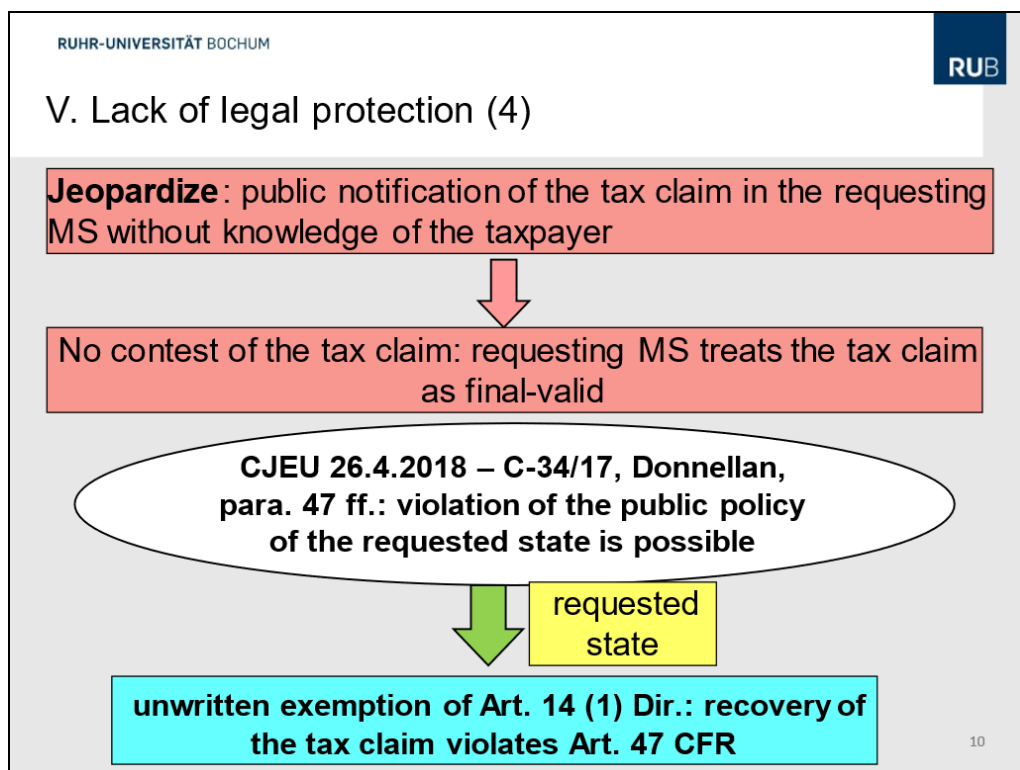 RUHR-UNIVERSITÄT BOCHUM
RUB
V. Lack of legal protection (4)
Jeopardize: public notification of the tax claim in the requesting
MS without knowledge of the taxpayer
No contest of the tax claim: requesting MS treats the tax claim
as final-valid
CJEU 26.4.2018 – C-34/17, Donnellan,
para. 47 ff.: violation of the public policy
of the requested state is possible
requested
state
unwritten exemption of Art. 14 (1) Dir.: recovery of
the tax claim violates Art. 47 CFR
10